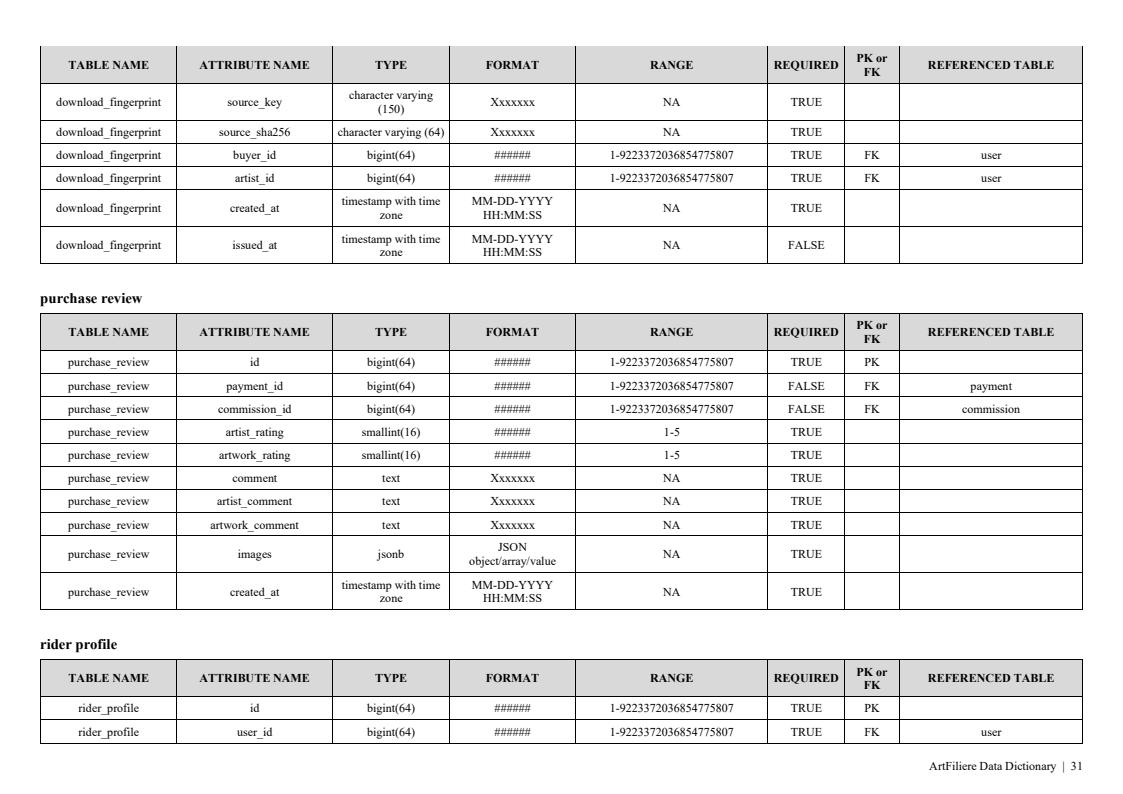 TABLE NAME ATTRIBUTE NAME TYPE FORMAT RANGE REQUIRED PK or FK REFERENCED TABLE
download_fingerprint source_key character varying (150) Xxxxxxx NA TRUE
download_fingerprint source_sha256 character varying (64) Xxxxxxx NA TRUE
download_fingerprint buyer_id bigint(64) ###### 1-9223372036854775807 TRUE FK user
download_fingerprint artist_id bigint(64) ###### 1-9223372036854775807 TRUE FK user
download_fingerprint created_at timestamp with time zone MM-DD-YYYY HH:MM:SS NA TRUE
download_fingerprint issued_at timestamp with time zone MM-DD-YYYY HH:MM:SS NA FALSE
purchase review
TABLE NAME ATTRIBUTE NAME TYPE FORMAT RANGE REQUIRED PK or FK REFERENCED TABLE
purchase_review id bigint(64) ###### 1-9223372036854775807 TRUE PK
purchase_review payment_id bigint(64) ###### 1-9223372036854775807 FALSE FK payment
purchase_review commission_id bigint(64) ###### 1-9223372036854775807 FALSE FK commission
purchase_review artist_rating smallint(16) ###### 1-5 TRUE
purchase_review artwork_rating smallint(16) ###### 1-5 TRUE
purchase_review comment text Xxxxxxx NA TRUE
purchase_review artist_comment text Xxxxxxx NA TRUE
purchase_review artwork_comment text Xxxxxxx NA TRUE
purchase_review images jsonb JSON object/array/value NA TRUE
purchase_review created_at timestamp with time zone MM-DD-YYYY HH:MM:SS NA TRUE
rider profile
TABLE NAME ATTRIBUTE NAME TYPE FORMAT RANGE REQUIRED PK or FK REFERENCED TABLE
rider_profile id bigint(64) ###### 1-9223372036854775807 TRUE PK
rider_profile user_id bigint(64) ###### 1-9223372036854775807 TRUE FK user
ArtFiliere Data Dictionary | 31